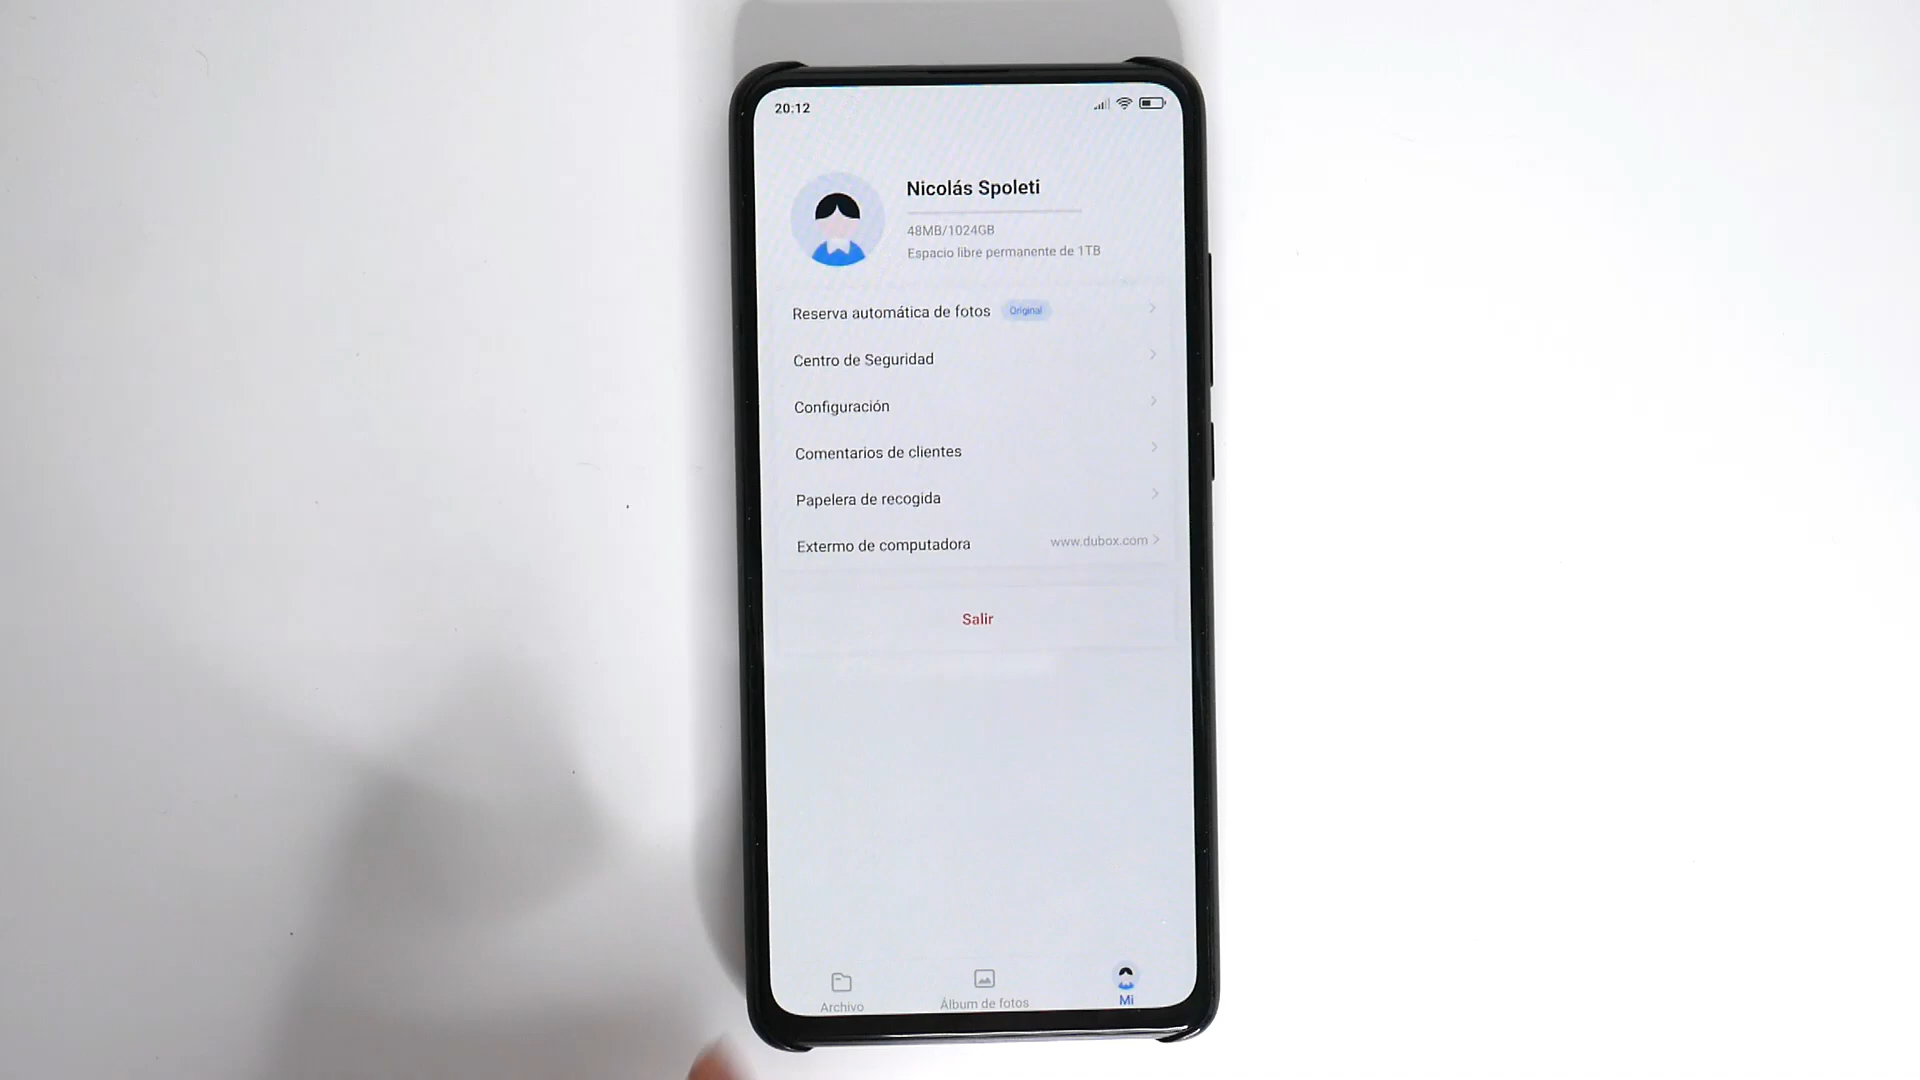 20:12
Nicolás Spoleti
48MB/1024GB
Espacio libre permanente de 1TB
Reserva automática de fotos Original
Centro de Seguridad
Configuración
Comentarios de clientes
Papelera de recogida
Extermo de computadora www.dubox.com
Salir
Archivo Álbum de fotos Mi